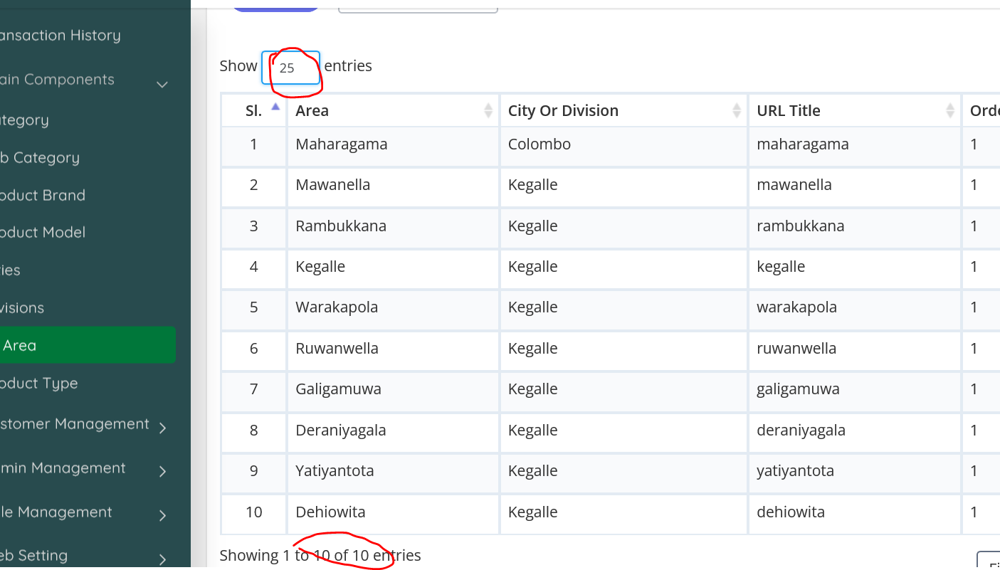 ansaction History
ain Components
tegory
b Category
oduct Brand
oduct Model
ies
visions
Area
oduct Type
stomer Management
min Management
le Management
eb Setting
Show 25 entries
Sl. Area City Or Division URL Title Orde
1 Maharagama Colombo maharagama 1
2 Mawanella Kegalle mawanella 1
3 Rambukkana Kegalle rambukkana 1
4 Kegalle Kegalle kegalle 1
5 Warakapola Kegalle warakapola 1
6 Ruwanwella Kegalle ruwanwella 1
7 Galigamuwa Kegalle galigamuwa 1
8 Deraniyagala Kegalle deraniyagala 1
9 Yatiyantota Kegalle yatiyantota 1
10 Dehiowita Kegalle dehiowita 1
Showing 1 to 10 of 10 entries